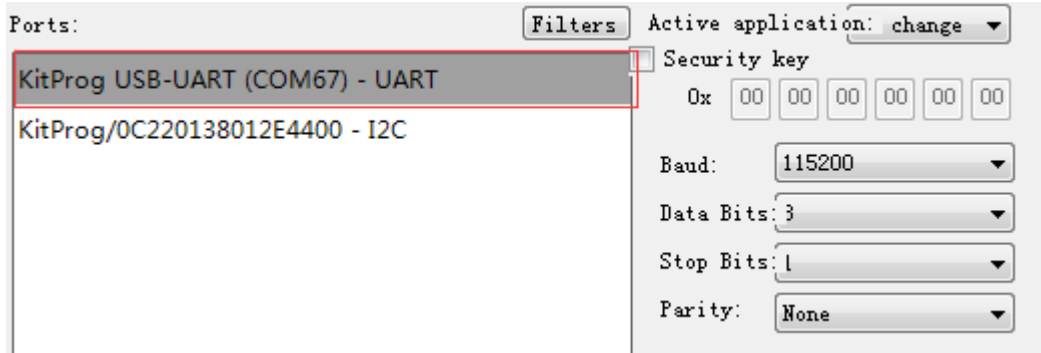 Ports:
Filters
KitProg USB-UART (COM67) - UART
KitProg/0C220138012E4400 - I2C
Active application: change
Security key
0x 00 00 00 00 00 00
Baud: 115200
Data Bits:
Stop Bits:
Parity: None